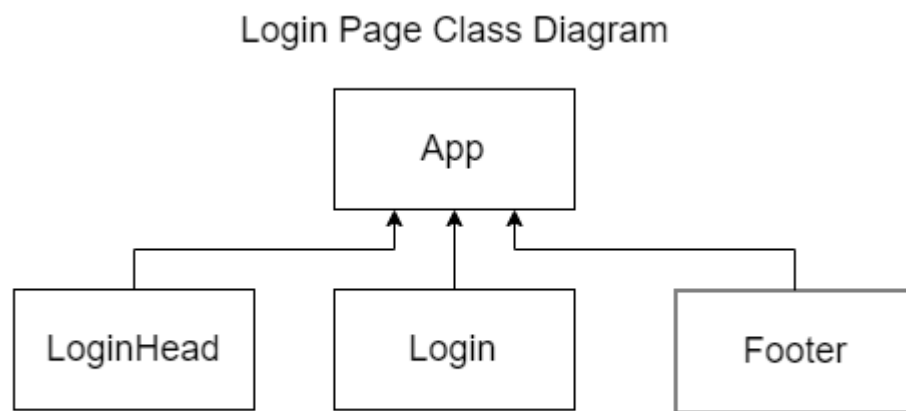 Login Page Class Diagram
App
LoginHead
Login
Footer